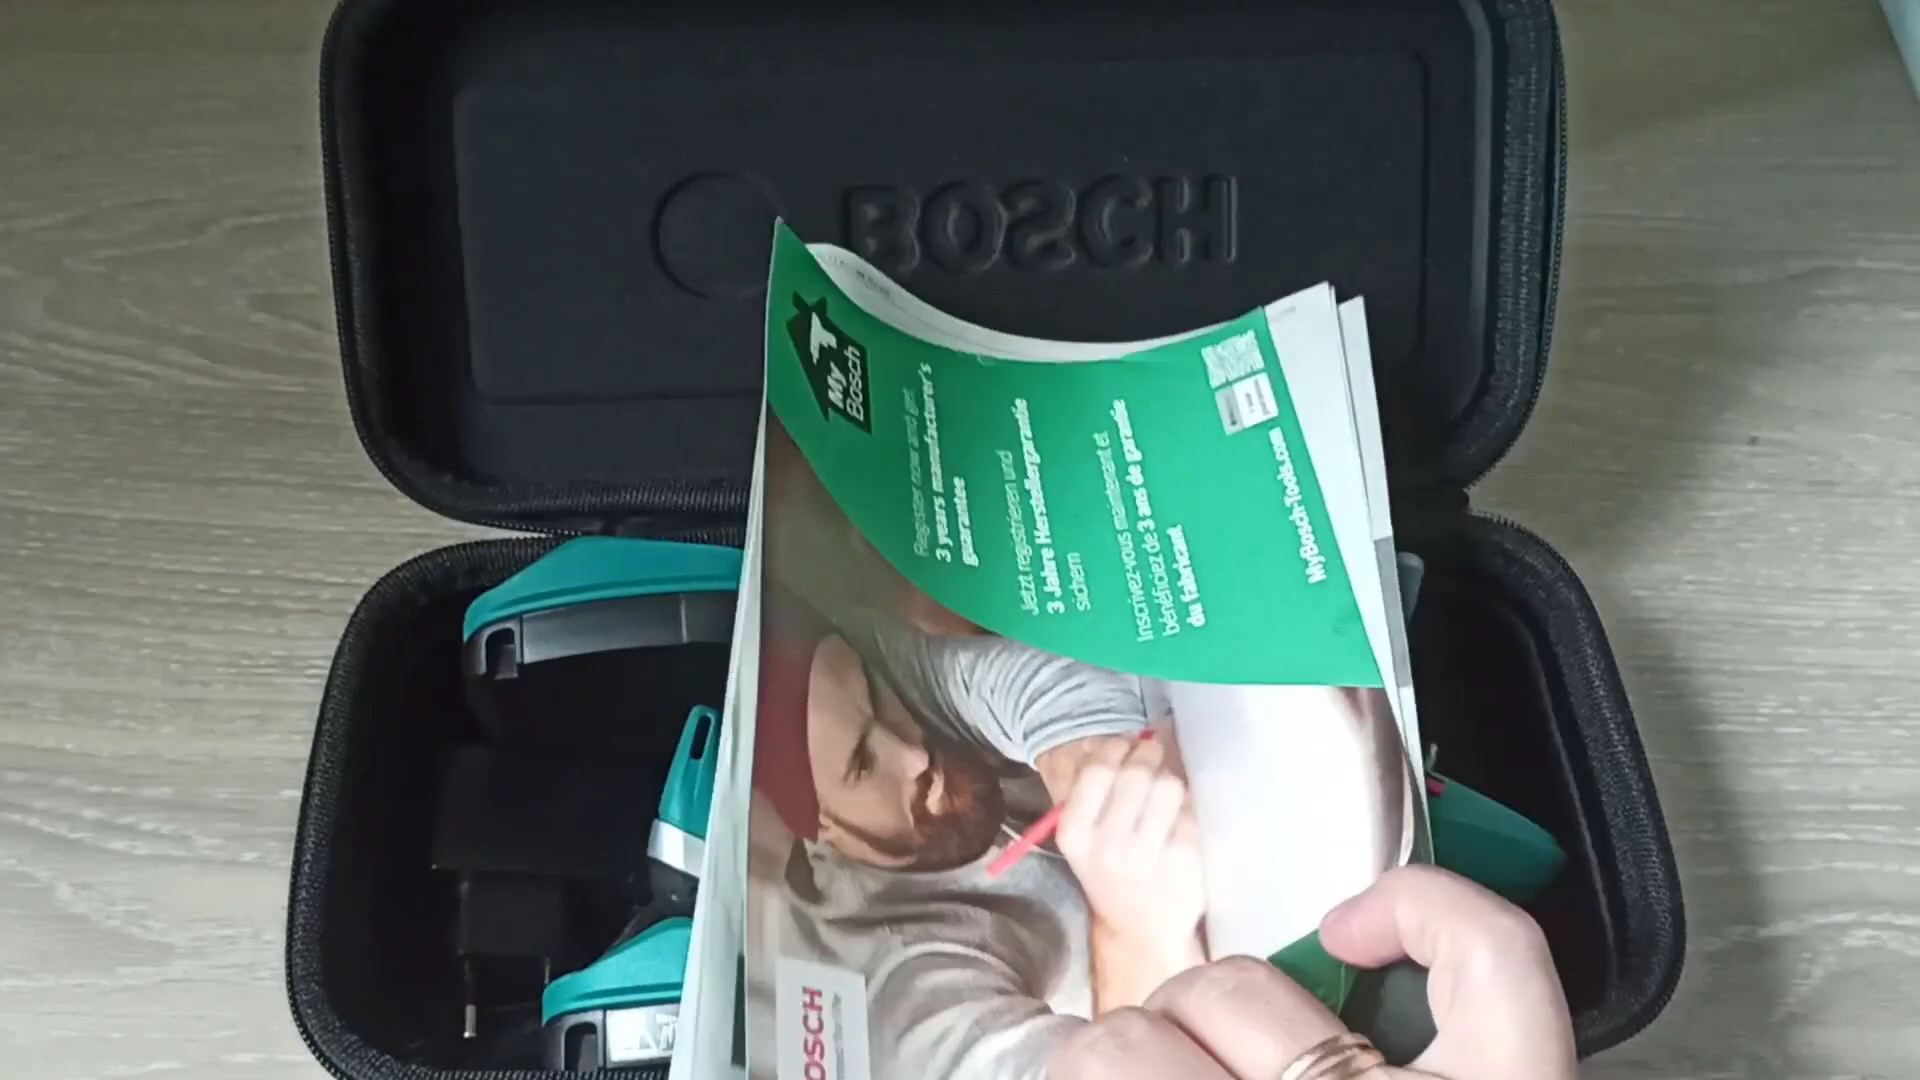 BOSCH
My
Bosch
Register now and get
3 years manufacturer's
guarantee
Jetzt registrieren und
3 Jahre Herstellergarantie
sichern
Inscrivez-vous maintenant et
bénéficiez de 3 ans de garantie
du fabricant
MyBosch-Tools.com
OSCH